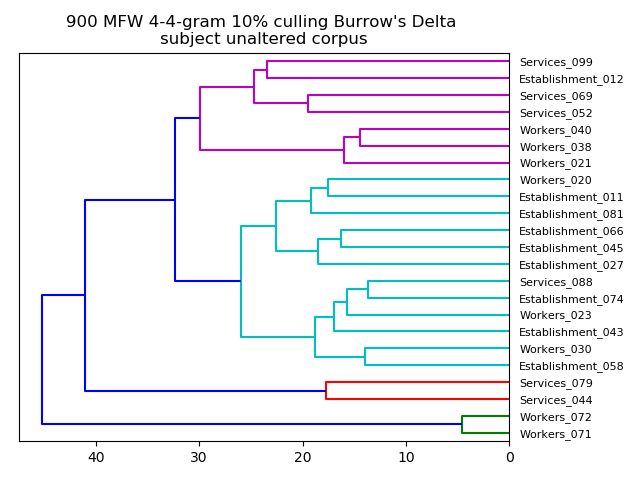 900 MFW 4-4-gram 10% culling Burrow's Delta
subject unaltered corpus
Services_099
Establishment_012
Services_069
Services_052
Workers_040
Workers_038
Workers_021
Workers_020
Establishment_011
Establishment_081
Establishment_066
Establishment_045
Establishment_027
Services_088
Establishment_074
Workers_023
Establishment_043
Workers_030
Establishment_058
Services_079
Services_044
Workers_072
Workers_071
40 30 20 10 0